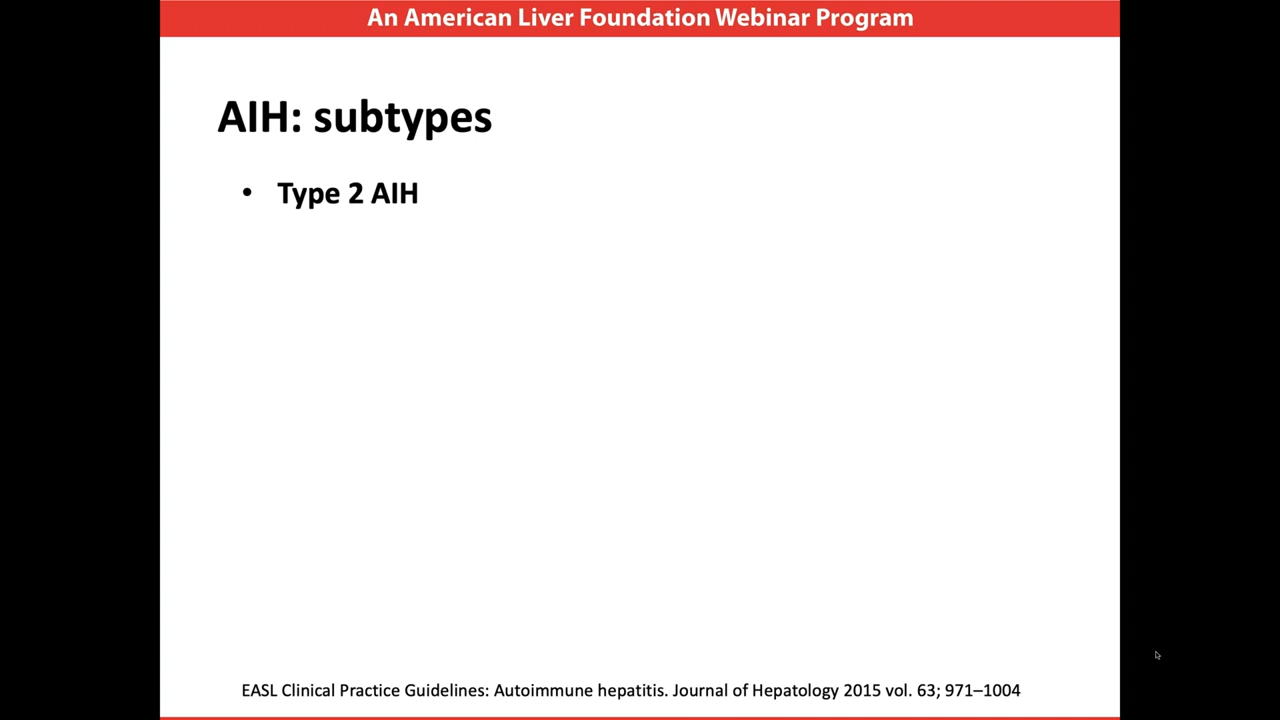 An American Liver Foundation Webinar Program
AIH: subtypes
• Type 2 AIH
EASL Clinical Practice Guidelines: Autoimmune hepatitis. Journal of Hepatology 2015 vol. 63; 971–1004